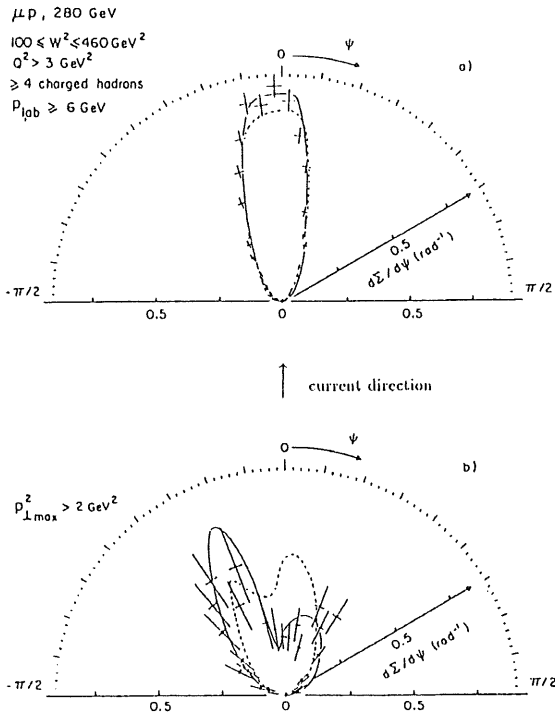 μp, 280 GeV
100 ≤ W² ≤ 460 GeV²
Q² > 3 GeV²
≥ 4 charged hadrons
P_lab ≥ 6 GeV
0
ψ
a)
0.5
dΣ/dψ (rad⁻¹)
-π/2
π/2
0.5
0
0.5
current direction
0
ψ
b)
p²_⊥max > 2 GeV²
0.5
dΣ/dψ (rad⁻¹)
-π/2
π/2
0.5
0
0.5